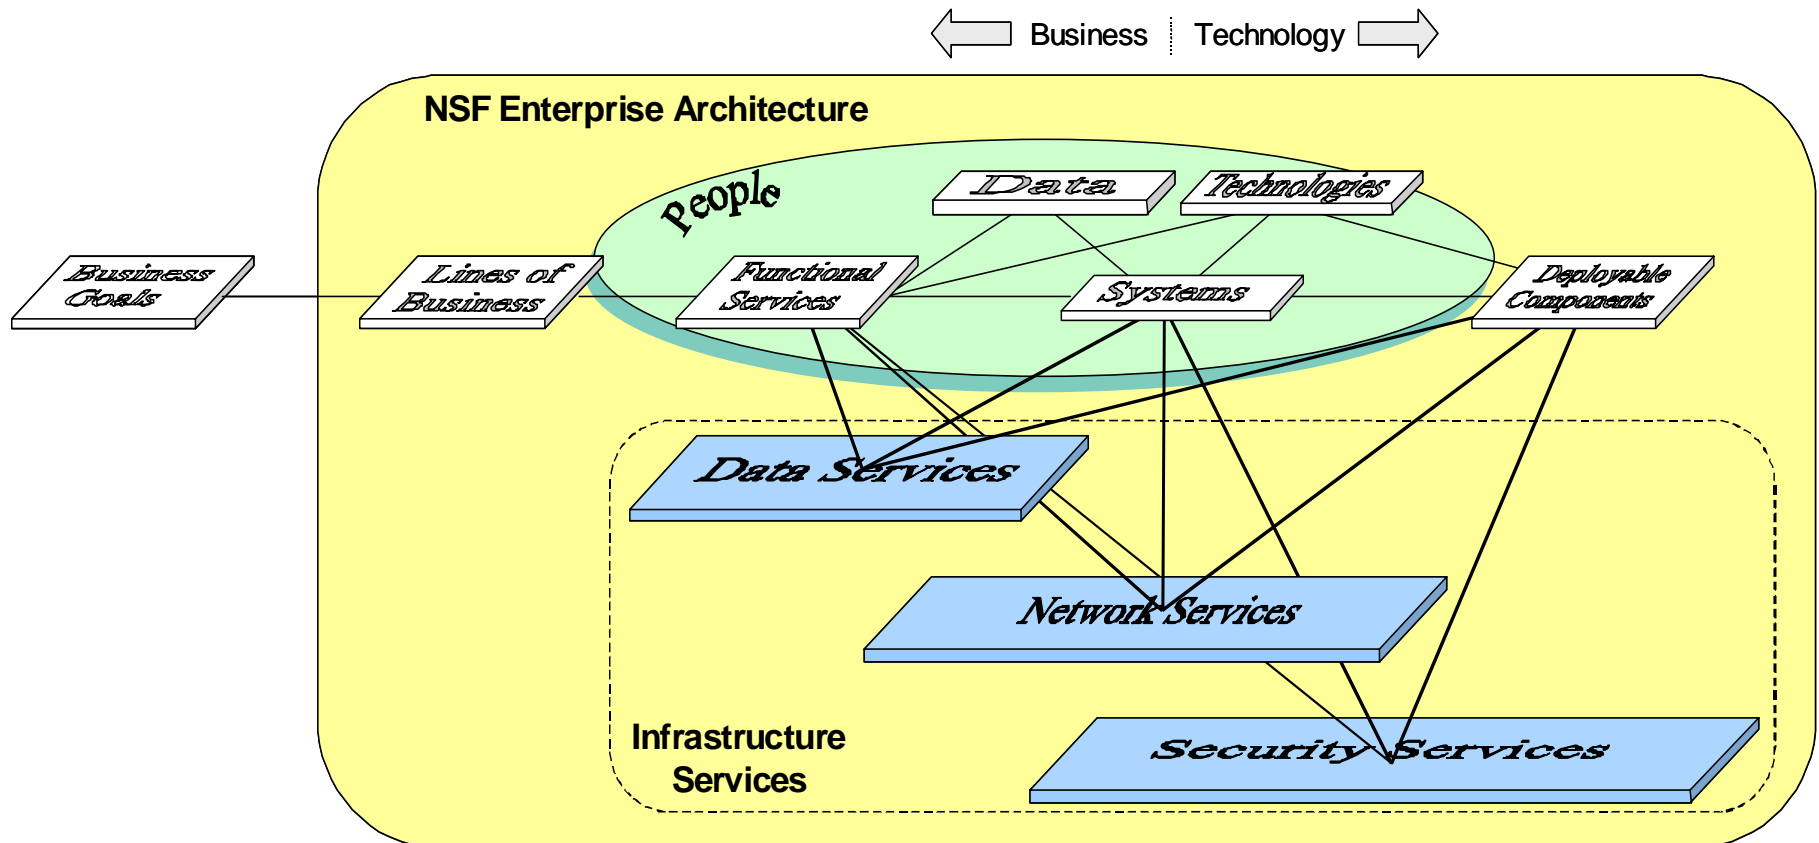 Business Technology
NSF Enterprise Architecture
People
Data
Technologies
Business
Goals
Lines of
Business
Functional
Services
Systems
Deployable
Components
Data Services
Network Services
Infrastructure
Services
Security Services